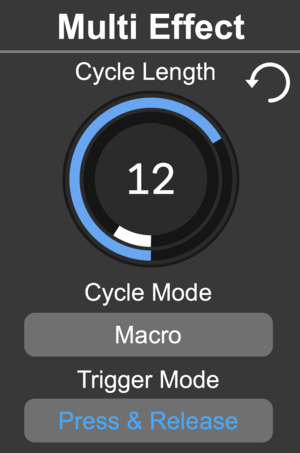 Multi Effect
Cycle Length
12
Cycle Mode
Macro
Trigger Mode
Press & Release